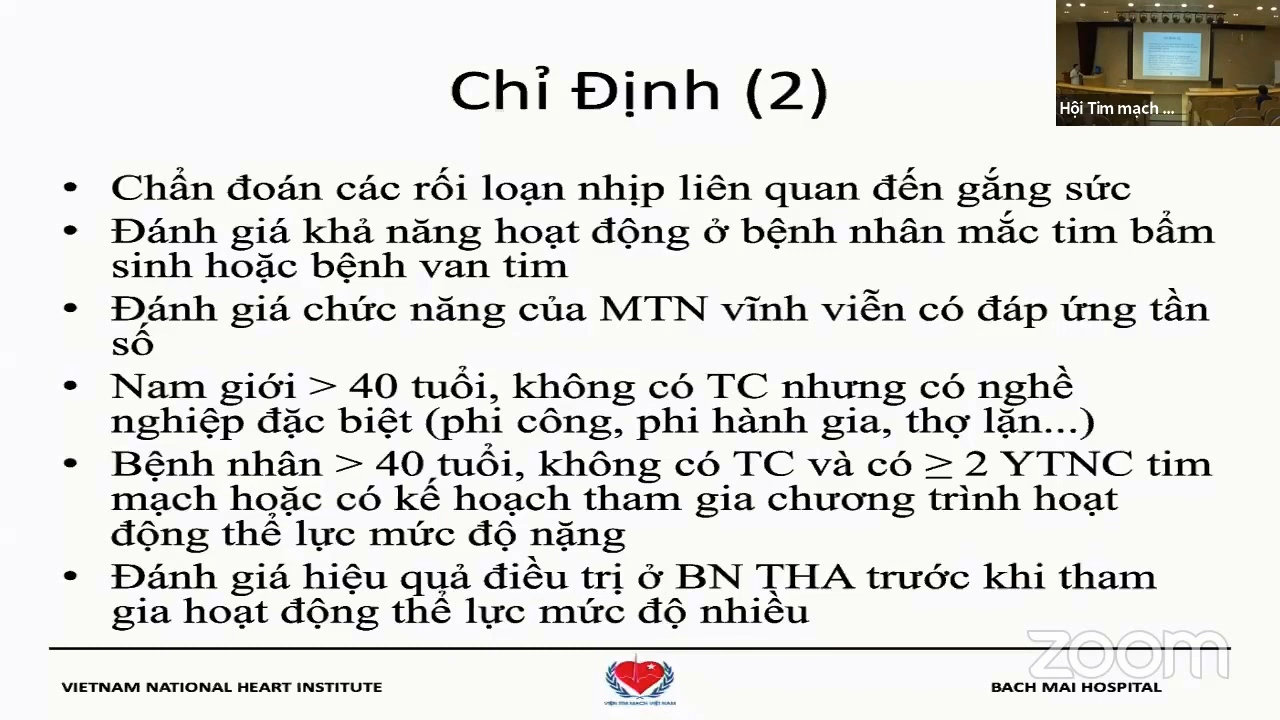 Chỉ Định (2)
Hội Tim mạch ...
• Chẩn đoán các rối loạn nhịp liên quan đến gắng sức
• Đánh giá khả năng hoạt động ở bệnh nhân mắc tim bẩm
sinh hoặc bệnh van tim
• Đánh giá chức năng của MTN vĩnh viễn có đáp ứng tần
số
• Nam giới > 40 tuổi, không có TC nhưng có nghề
nghiệp đặc biệt (phi công, phi hành gia, thợ lặn...)
• Bệnh nhân > 40 tuổi, không có TC và có ≥ 2 YTNC tim
mạch hoặc có kế hoạch tham gia chương trình hoạt
động thể lực mức độ nặng
• Đánh giá hiệu quả điều trị ở BN THA trước khi tham
gia hoạt động thể lực mức độ nhiều
zoom
VIETNAM NATIONAL HEART INSTITUTE
VIỆN TIM MẠCH VIỆT NAM
BACH MAI HOSPITAL